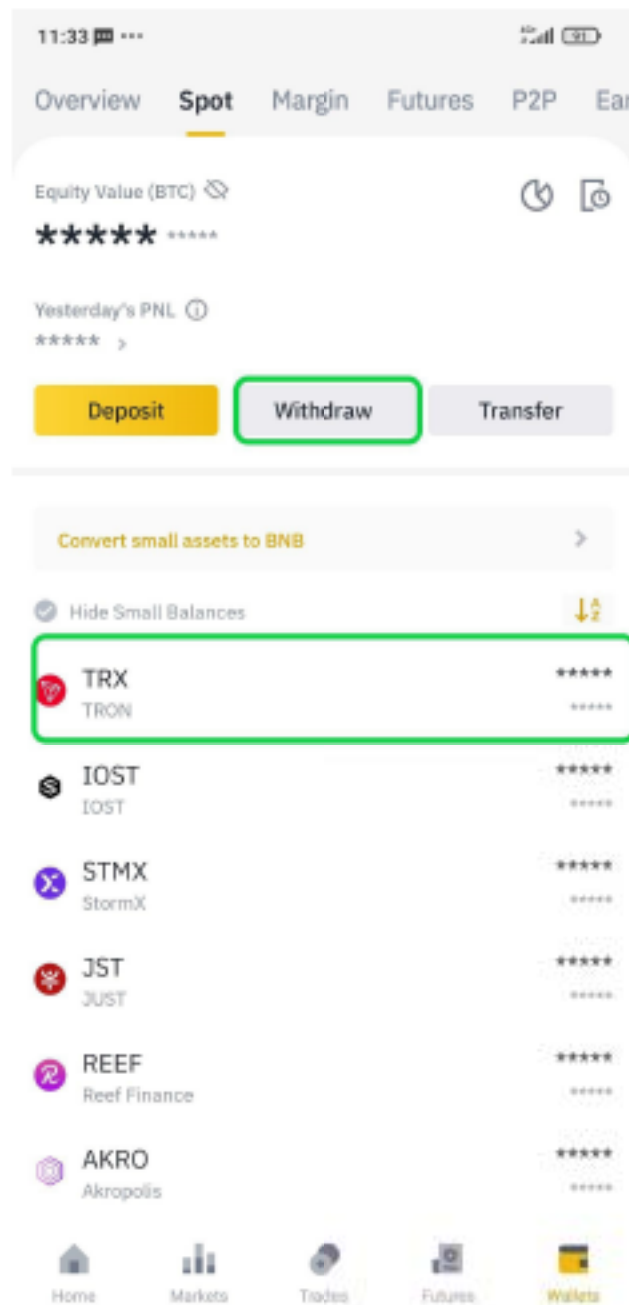 11:33
Overview Spot Margin Futures P2P Ear
Equity Value (BTC)
***** *****
Yesterday's PNL
***** >
Deposit Withdraw Transfer
Convert small assets to BNB >
Hide Small Balances
TRX *****
TRON *****
IOST *****
IOST *****
STMX *****
StormX *****
JST *****
JUST *****
REEF *****
Reef Finance *****
AKRO *****
Akropolis *****
Home Markets Trades Futures Wallets